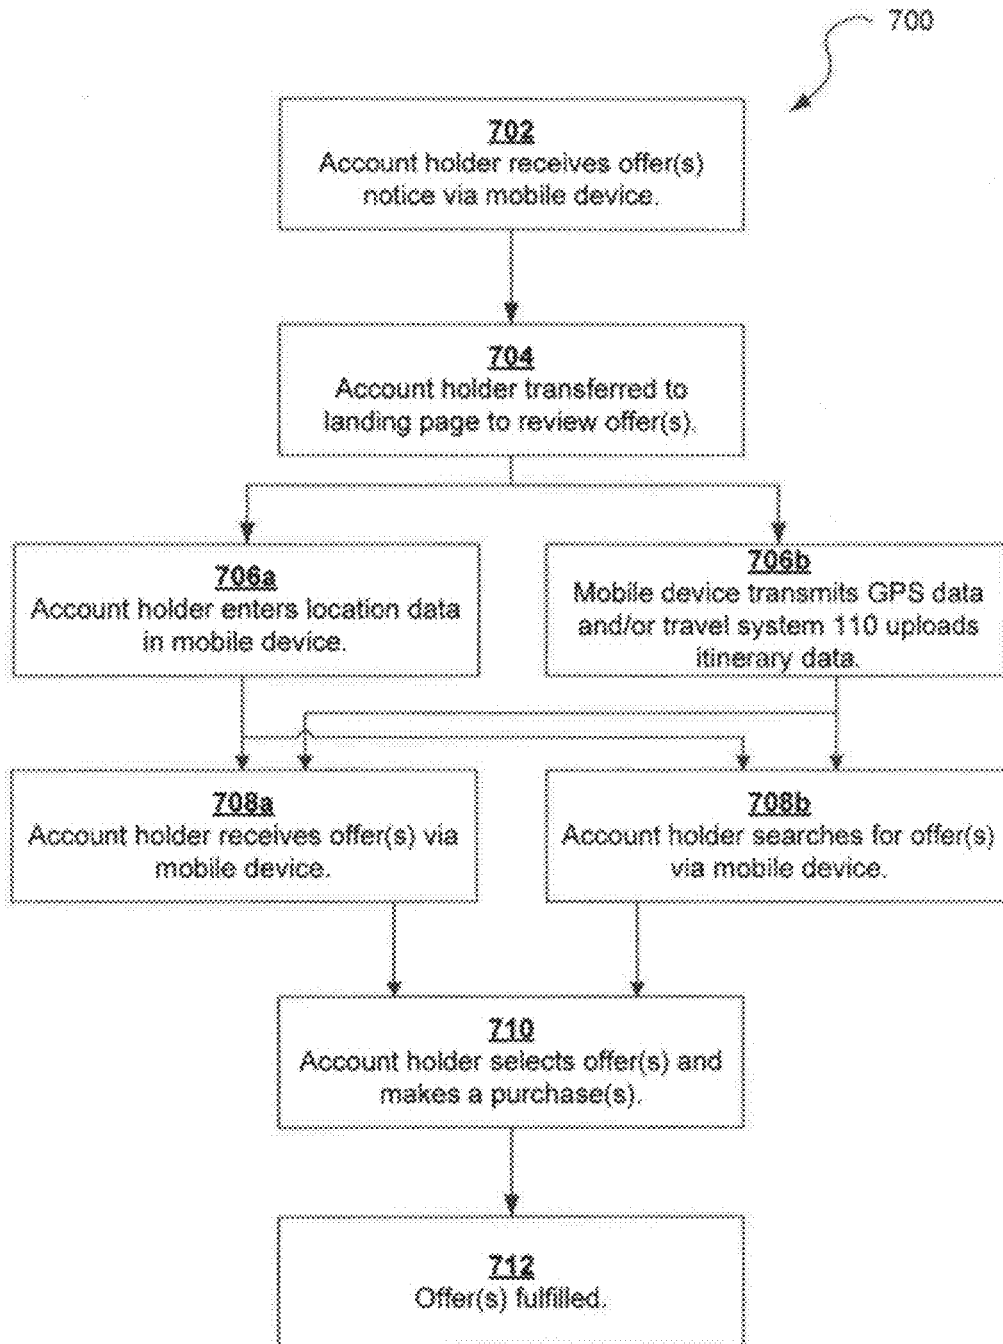 700
702
Account holder receives offer(s)
notice via mobile device.
704
Account holder transferred to
landing page to review offer(s).
706a
Account holder enters location data
in mobile device.
706b
Mobile device transmits GPS data
and/or travel system 110 uploads
itinerary data.
708a
Account holder receives offer(s) via
mobile device.
708b
Account holder searches for offer(s)
via mobile device.
710
Account holder selects offer(s) and
makes a purchase(s).
712
Offer(s) fulfilled.